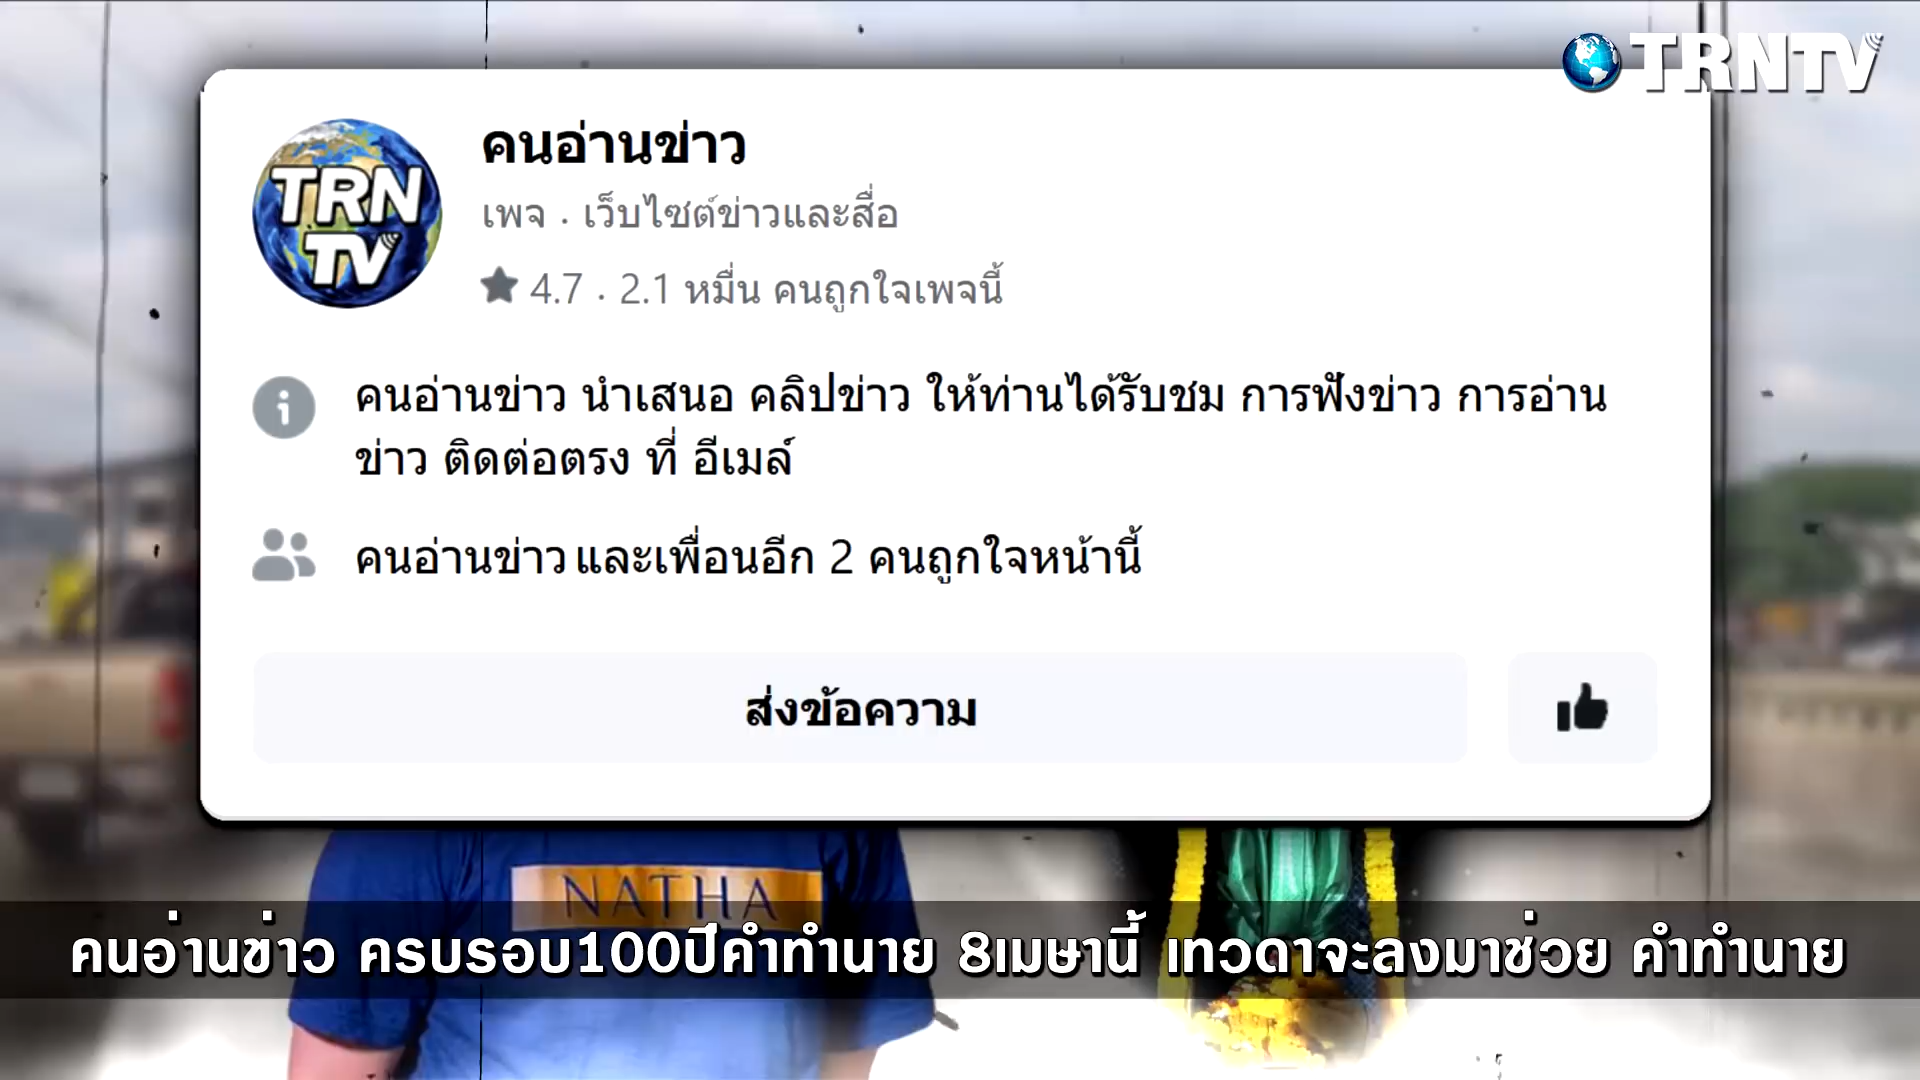 TRNTV
TRN
TV
คนอ่านข่าว
เพจ · เว็บไซต์ข่าวและสื่อ
4.7 · 2.1 หมื่น คนถูกใจเพจนี้
คนอ่านข่าว นำเสนอ คลิปข่าว ให้ท่านได้รับชม การฟังข่าว การอ่าน
ข่าว ติดต่อตรง ที่ อีเมล์
คนอ่านข่าว และเพื่อนอีก 2 คนถูกใจหน้านี้
ส่งข้อความ
NATHA
คนอ่านข่าว ครบรอบ100ปีคำทำนาย 8เมษานี้ เทวดาจะลงมาช่วย คำทำนาย